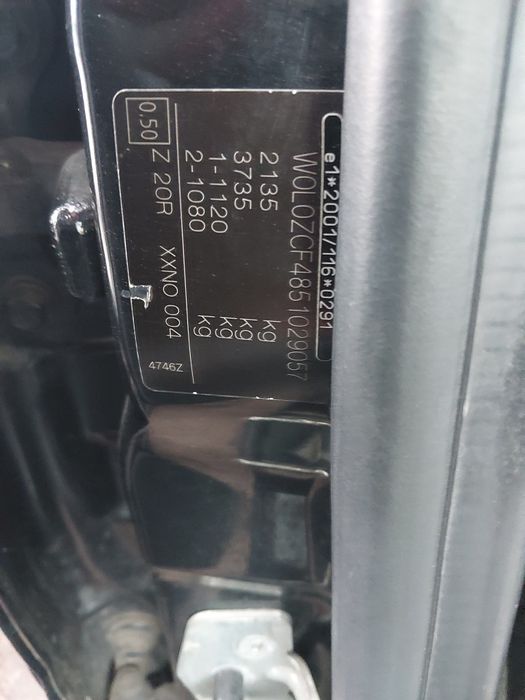 e1*2001/116*0291
W0L0ZCF4851029057
2135 kg
3735 kg
1-1120 kg
2-1080 kg
0.50 Z 20R XXNO 004
4746Z